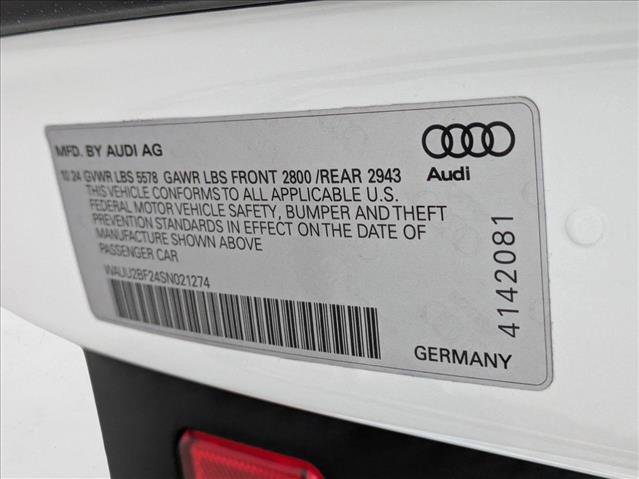 MFD. BY AUDI AG
10 24 GVWR LBS 5578 GAWR LBS FRONT 2800 /REAR 2943
THIS VEHICLE CONFORMS TO ALL APPLICABLE U.S.
FEDERAL MOTOR VEHICLE SAFETY, BUMPER AND THEFT
PREVENTION STANDARDS IN EFFECT ON THE DATE OF
MANUFACTURE SHOWN ABOVE
PASSENGER CAR
WAUU2BF24SN021274
Audi
4142081
GERMANY